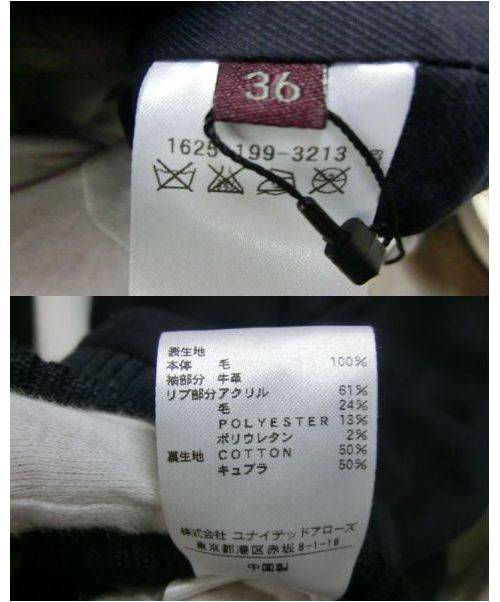 36
1625-199-3213
表生地
本体 毛 100%
袖部分 牛革
リブ部分 アクリル 61%
毛 24%
POLYESTER 13%
ポリウレタン 2%
裏生地 COTTON 50%
キュプラ 50%
株式会社 ユナイテッドアローズ
東京都港区赤坂8-1-19
中国製